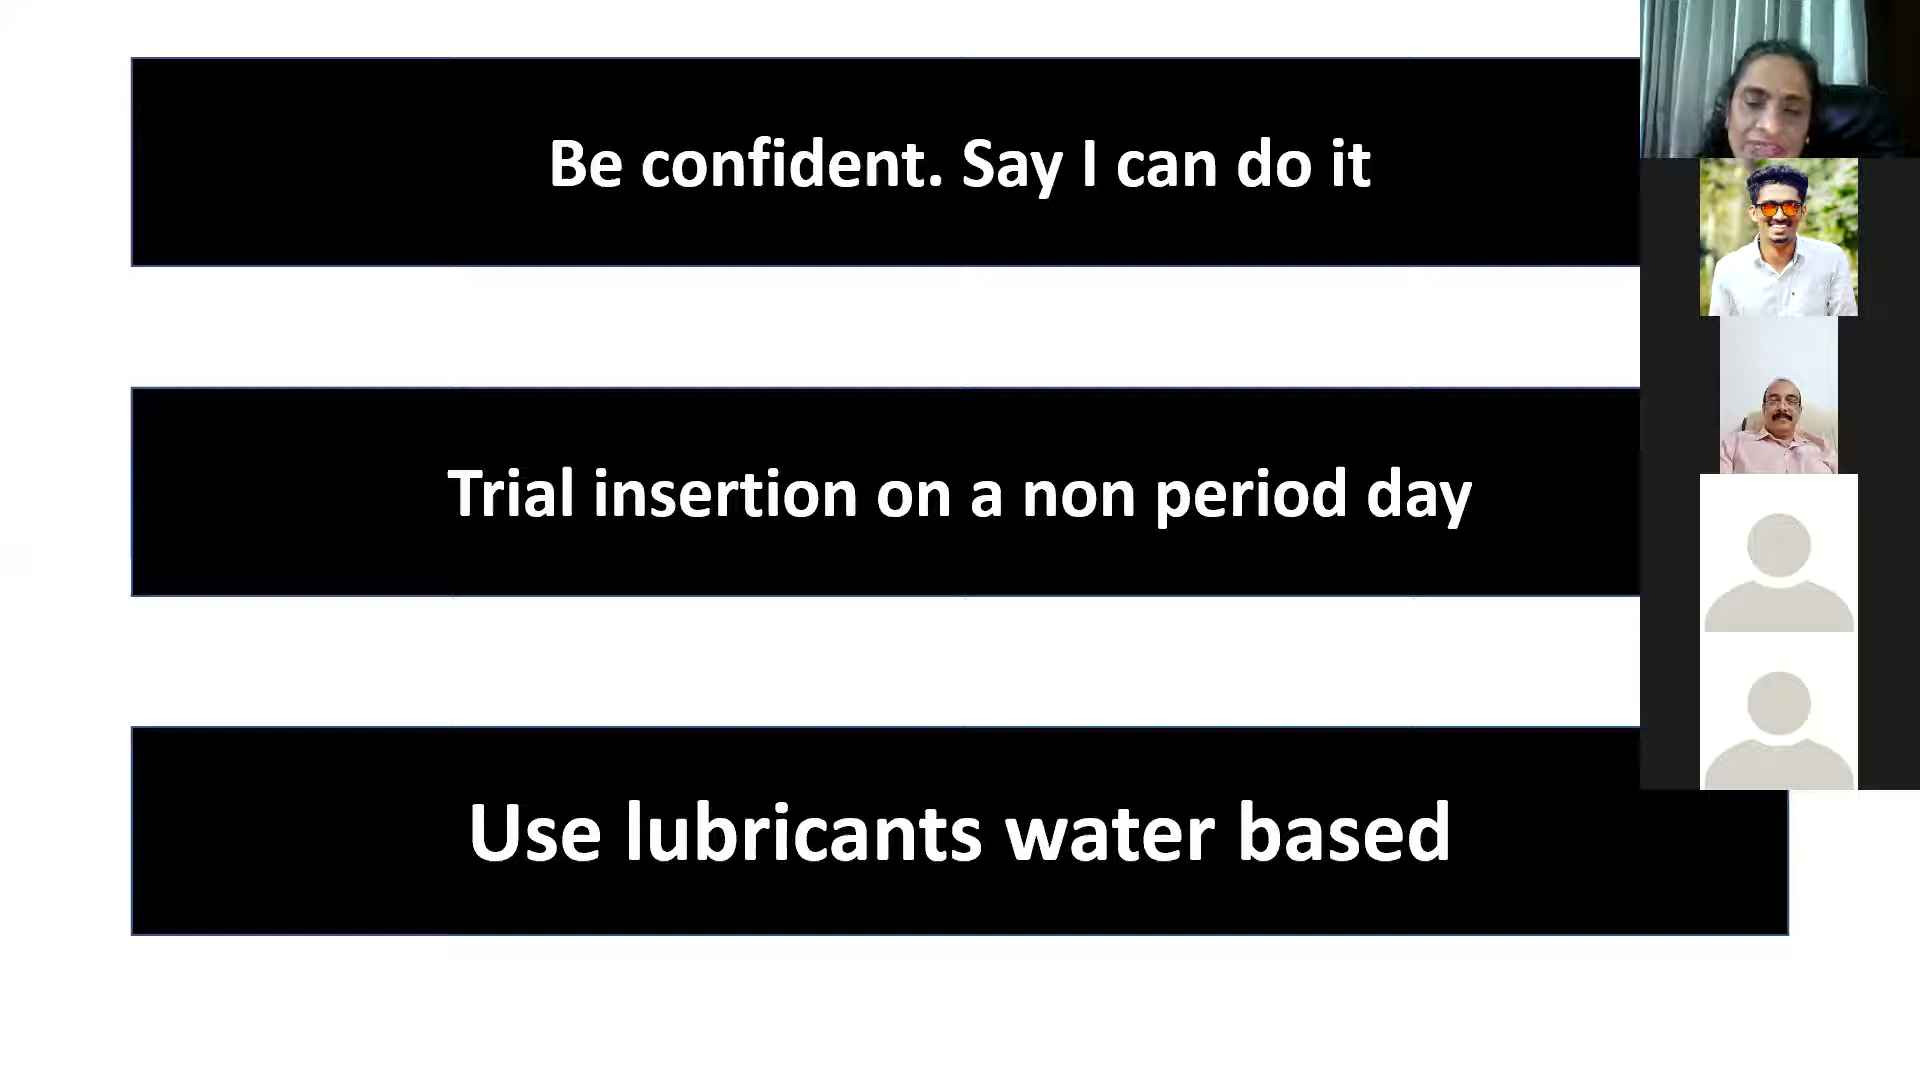 Be confident. Say I can do it
Trial insertion on a non period day
Use lubricants water based